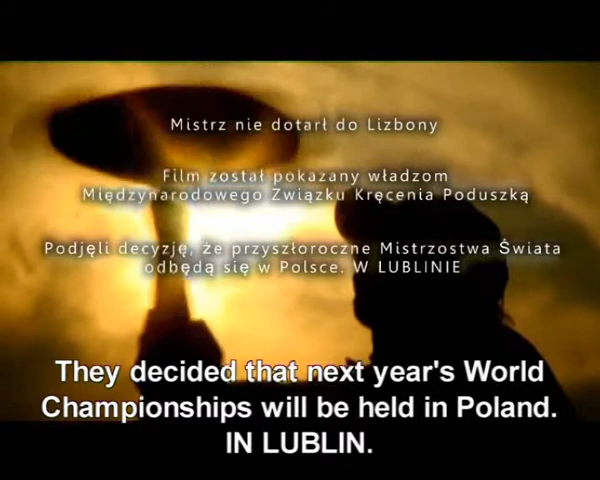 Mistrz nie dotarł do Lizbony
Film został pokazany władzom
Międzynarodowego Związku Kręcenia Poduszką
Podjęli decyzję, że przyszłoroczne Mistrzostwa Świata
odbędą się w Polsce. W LUBLINIE
They decided that next year's World
Championships will be held in Poland.
IN LUBLIN.